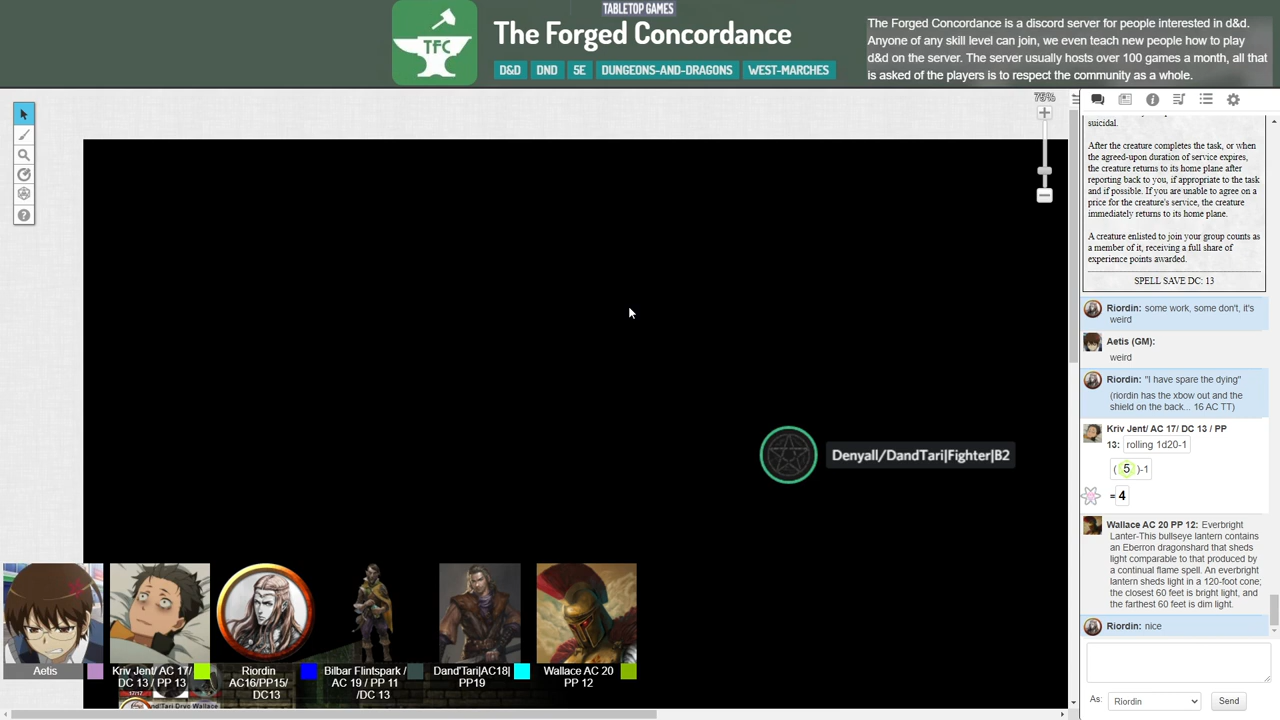 TABLETOP GAMES
The Forged Concordance
TFC
D&D DND 5E DUNGEONS-AND-DRAGONS WEST-MARCHES
The Forged Concordance is a discord server for people interested in d&d.
Anyone of any skill level can join, we even teach new people how to play
d&d on the server. The server usually hosts over 100 games a month, all that
is asked of the players is to respect the community as a whole.
75%
suicidal.
After the creature completes the task, or when
the agreed-upon duration of service expires,
the creature returns to its home plane after
reporting back to you, if appropriate to the task
and if possible. If you are unable to agree on a
price for the creature's service, the creature
immediately returns to its home plane.
A creature enlisted to join your group counts as
a member of it, receiving a full share of
experience points awarded.
SPELL SAVE DC: 13
Riordin: some work, some don't, it's
weird
Aetis (GM):
weird
Riordin: "I have spare the dying"
(riordin has the xbow out and the
shield on the back... 16 AC TT)
Kriv Jent/ AC 17/ DC 13 / PP
13: rolling 1d20-1
( 5 )-1
= 4
Wallace AC 20 PP 12: Everbright
Lanter-This bullseye lantern contains
an Eberron dragonshard that sheds
light comparable to that produced by
a continual flame spell. An everbright
lantern sheds light in a 120-foot cone;
the closest 60 feet is bright light, and
the farthest 60 feet is dim light.
Riordin: nice
As: Riordin Send
Denyall/DandTari|Fighter|B2
Aetis
Kriv Jent/ AC 17/
DC 13 / PP 13
Riordin
AC16/PP15/
DC13
Bilbar Flintspark /
AC 19 / PP 11
/DC 13
Dand'Tari|AC18|
PP19
Wallace AC 20
PP 12
17/17
and'Tari Dryo Wallace